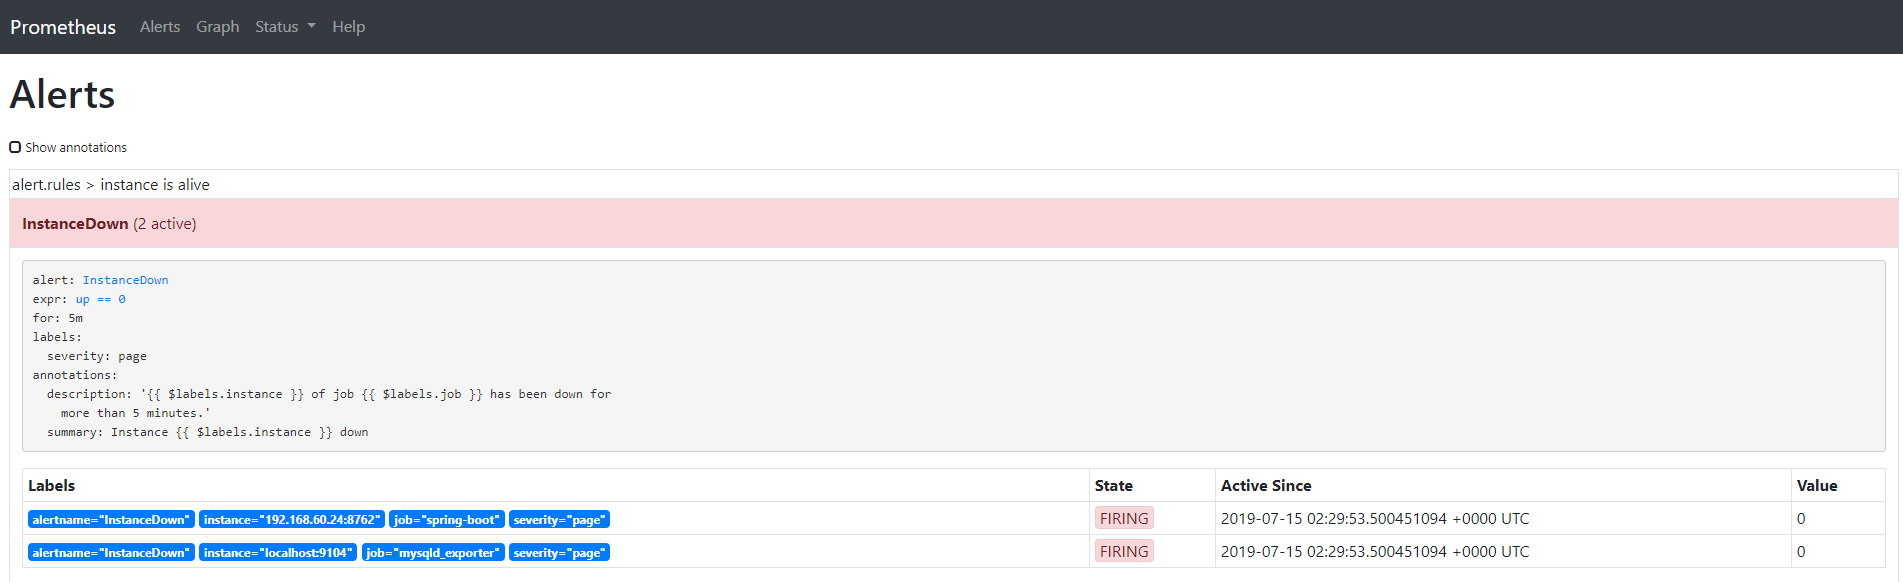 Prometheus Alerts Graph Status Help
Alerts
Show annotations
alert.rules > instance is alive
InstanceDown (2 active)
alert: InstanceDown
expr: up == 0
for: 5m
labels:
  severity: page
annotations:
  description: '{{ $labels.instance }} of job {{ $labels.job }} has been down for
    more than 5 minutes.'
  summary: Instance {{ $labels.instance }} down
Labels State Active Since Value
alertname="InstanceDown" instance="192.168.60.24:8762" job="spring-boot" severity="page" FIRING 2019-07-15 02:29:53.500451094 +0000 UTC 0
alertname="InstanceDown" instance="localhost:9104" job="mysqld_exporter" severity="page" FIRING 2019-07-15 02:29:53.500451094 +0000 UTC 0